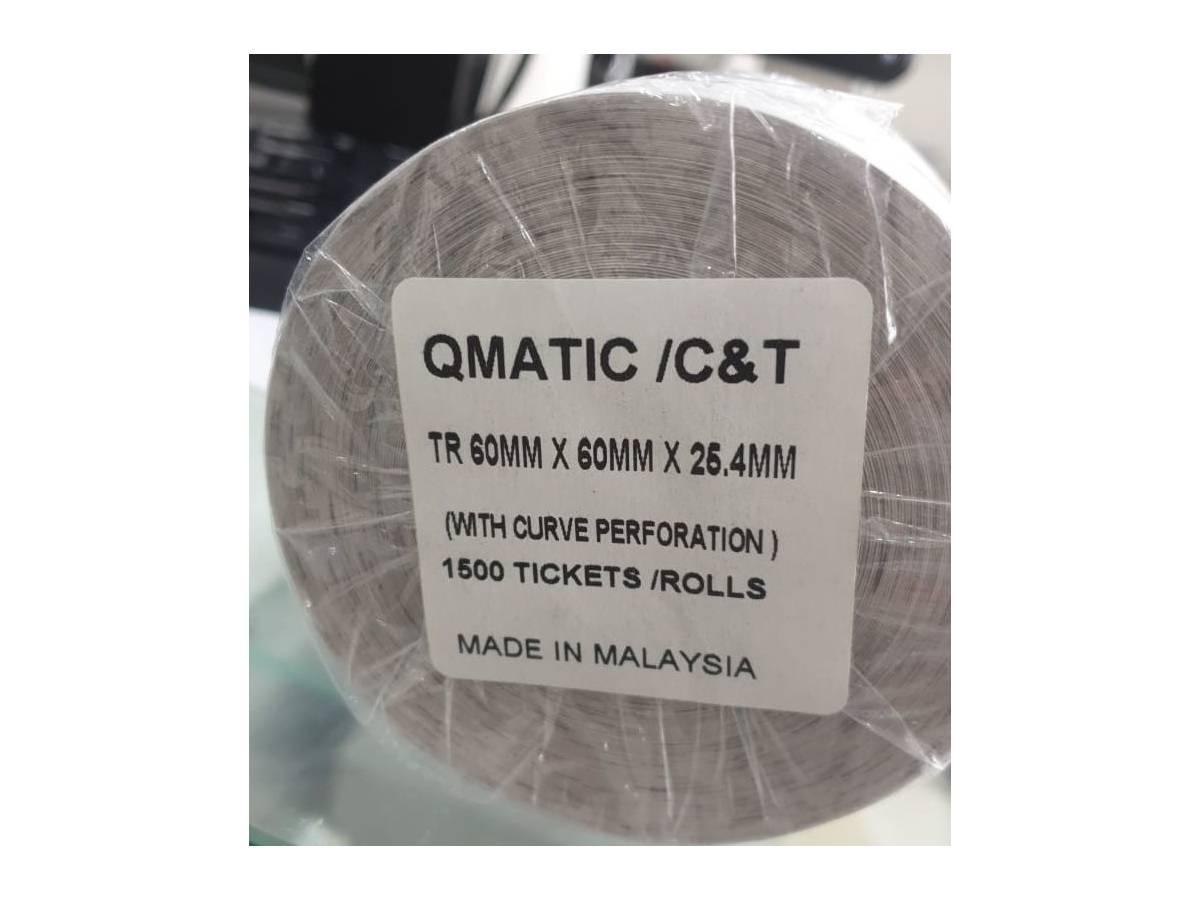 QMATIC /C&T
TR 60MM X 60MM X 25.4MM
(WITH CURVE PERFORATION )
1500 TICKETS /ROLLS
MADE IN MALAYSIA